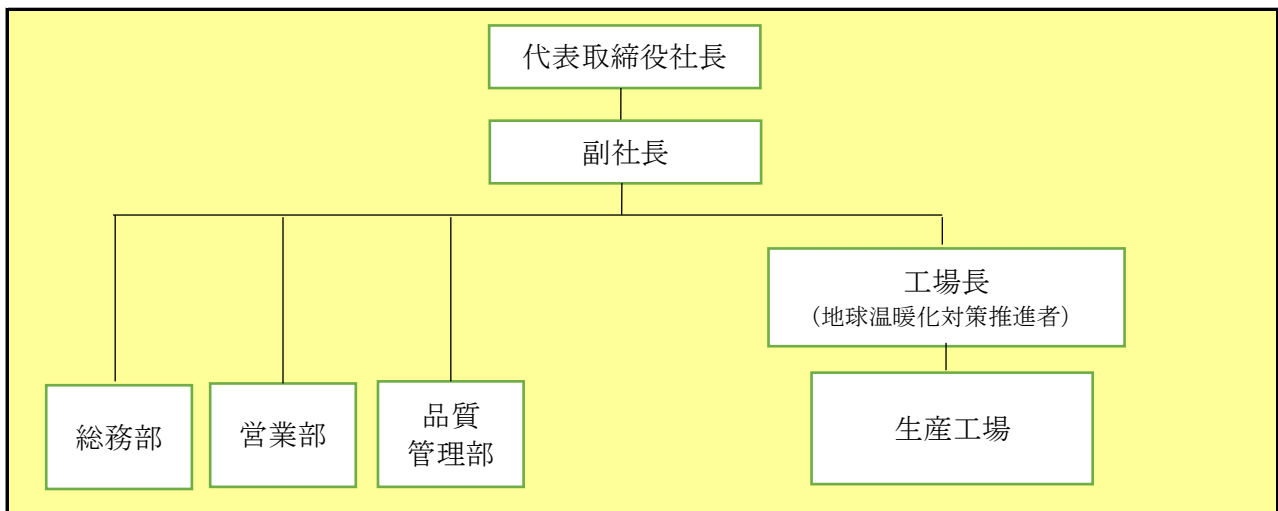 代表取締役社長
副社長
工場長
（地球温暖化対策推進者）
総務部
営業部
品質
管理部
生産工場